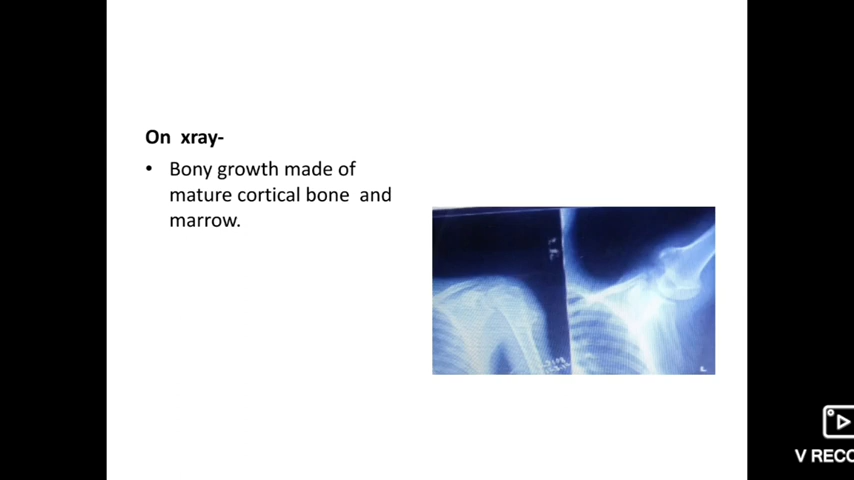 On xray-
• Bony growth made of
mature cortical bone and
marrow.
L
V RECO